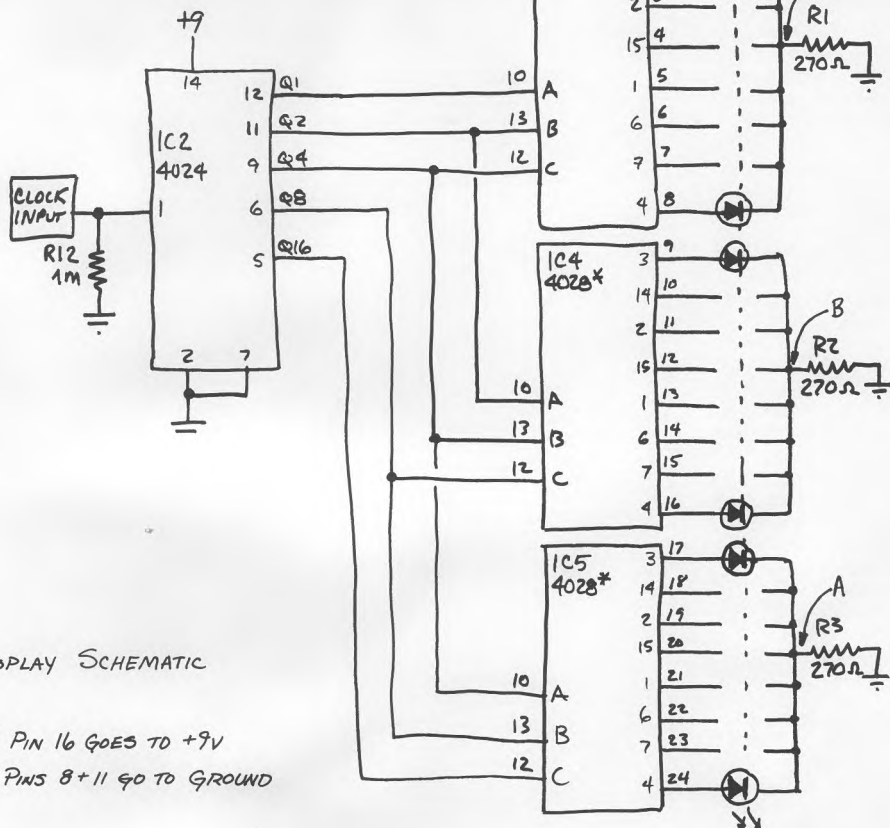 +9
14
12 Q1
11 Q2
9 Q4
6 Q8
5 Q16
IC2
4024
1
2 7
CLOCK
INPUT
R12
1M
10 A
13 B
12 C
2
15 4
1 5
6 6
7 7
4 8
R1
270Ω
IC4
4028*
10 A
13 B
12 C
3 9
14 10
2 11
15 12
1 13
6 14
7 15
4 16
B
R2
270Ω
IC5
4028*
10 A
13 B
12 C
3 17
14 18
2 19
15 20
1 21
6 22
7 23
4 24
A
R3
270Ω
SCHEMATIC
PIN 16 GOES TO +9V
PINS 8+11 GO TO GROUND